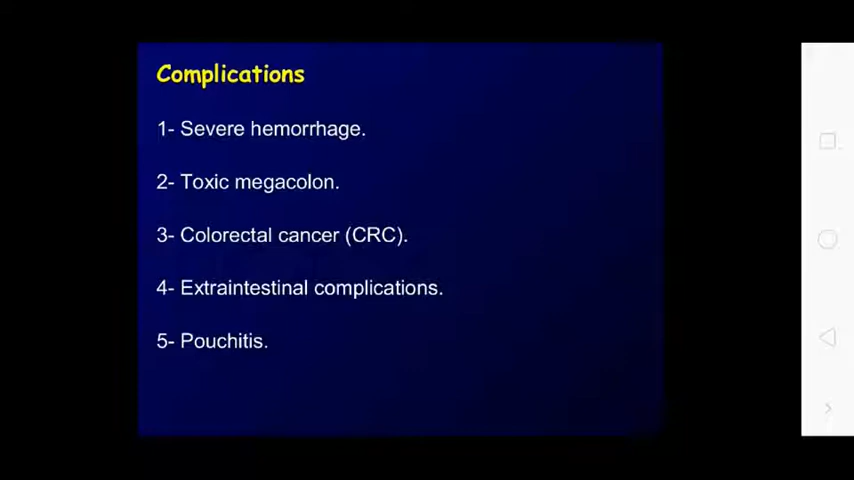 Complications
1- Severe hemorrhage.
2- Toxic megacolon.
3- Colorectal cancer (CRC).
4- Extraintestinal complications.
5- Pouchitis.